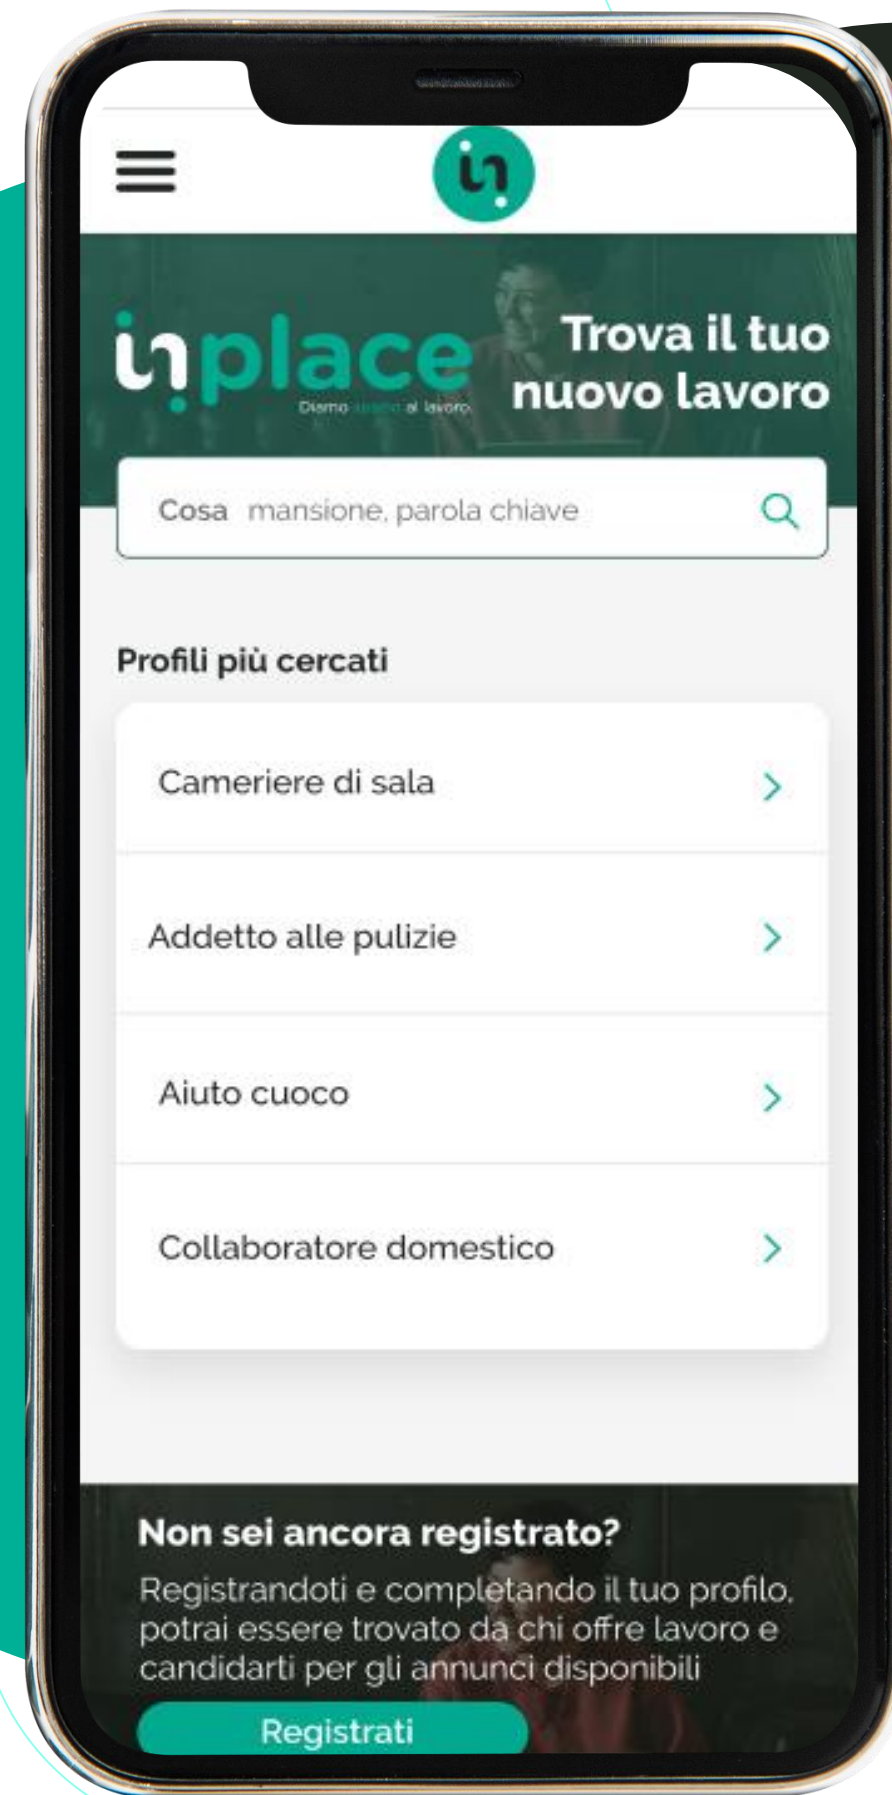 in
inplace
Diamo spazio al lavoro.
Trova il tuo
nuovo lavoro
Cosa mansione, parola chiave
Profili più cercati
Cameriere di sala
Addetto alle pulizie
Aiuto cuoco
Collaboratore domestico
Non sei ancora registrato?
Registrandoti e completando il tuo profilo,
potrai essere trovato da chi offre lavoro e
candidarti per gli annunci disponibili
Registrati